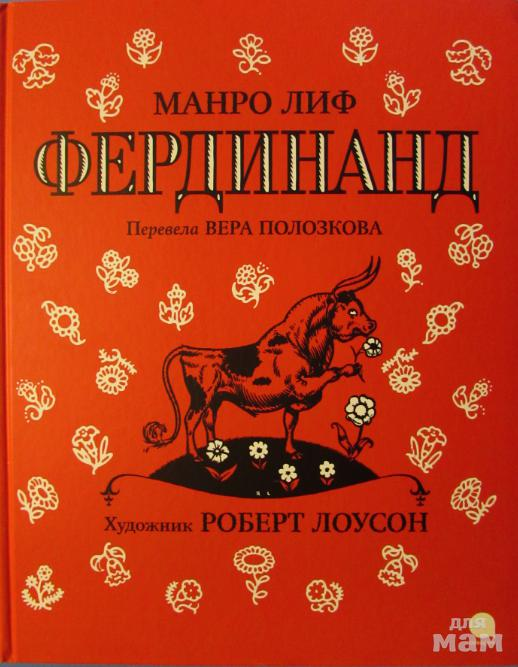 МАНРО ЛИФ
ФЕРДИНАНД
Перевела ВЕРА ПОЛОЗКОВА
R L
Художник РОБЕРТ ЛОУСОН
для
мам